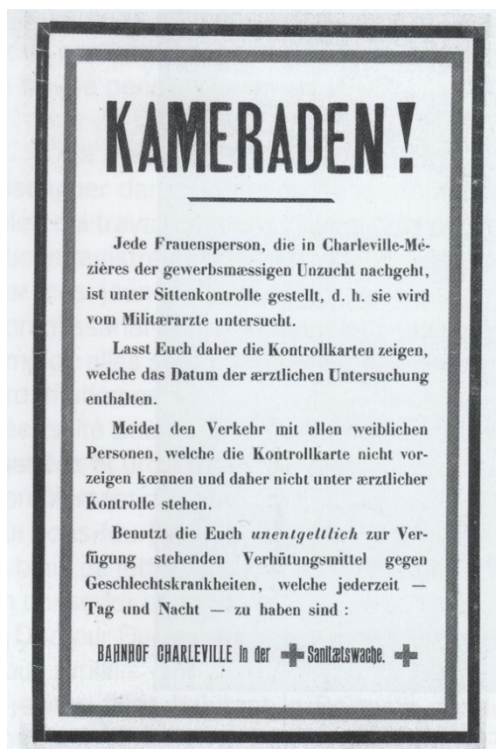 KAMERADEN!
Jede Frauensperson, die in Charleville-Mé-
zières der gewerbsmæssigen Unzucht nachgeht,
ist unter Sittenkontrolle gestellt, d. h. sie wird
vom Militærarzte untersucht.
Lasst Euch daher die Kontrollkarten zeigen,
welche das Datum der ærztlichen Untersuchung
enthalten.
Meidet den Verkehr mit allen weiblichen
Personen, welche die Kontrollkarte nicht vor-
zeigen kœnnen und daher nicht unter ærztlicher
Kontrolle stehen.
Benutzt die Euch unentgeltlich zur Ver-
fügung stehenden Verhütungsmittel gegen
Geschlechtskrankheiten, welche jederzeit —
Tag und Nacht — zu haben sind :
BAHNHOF CHARLEVILLE in der ✚ Sanitætswache. ✚